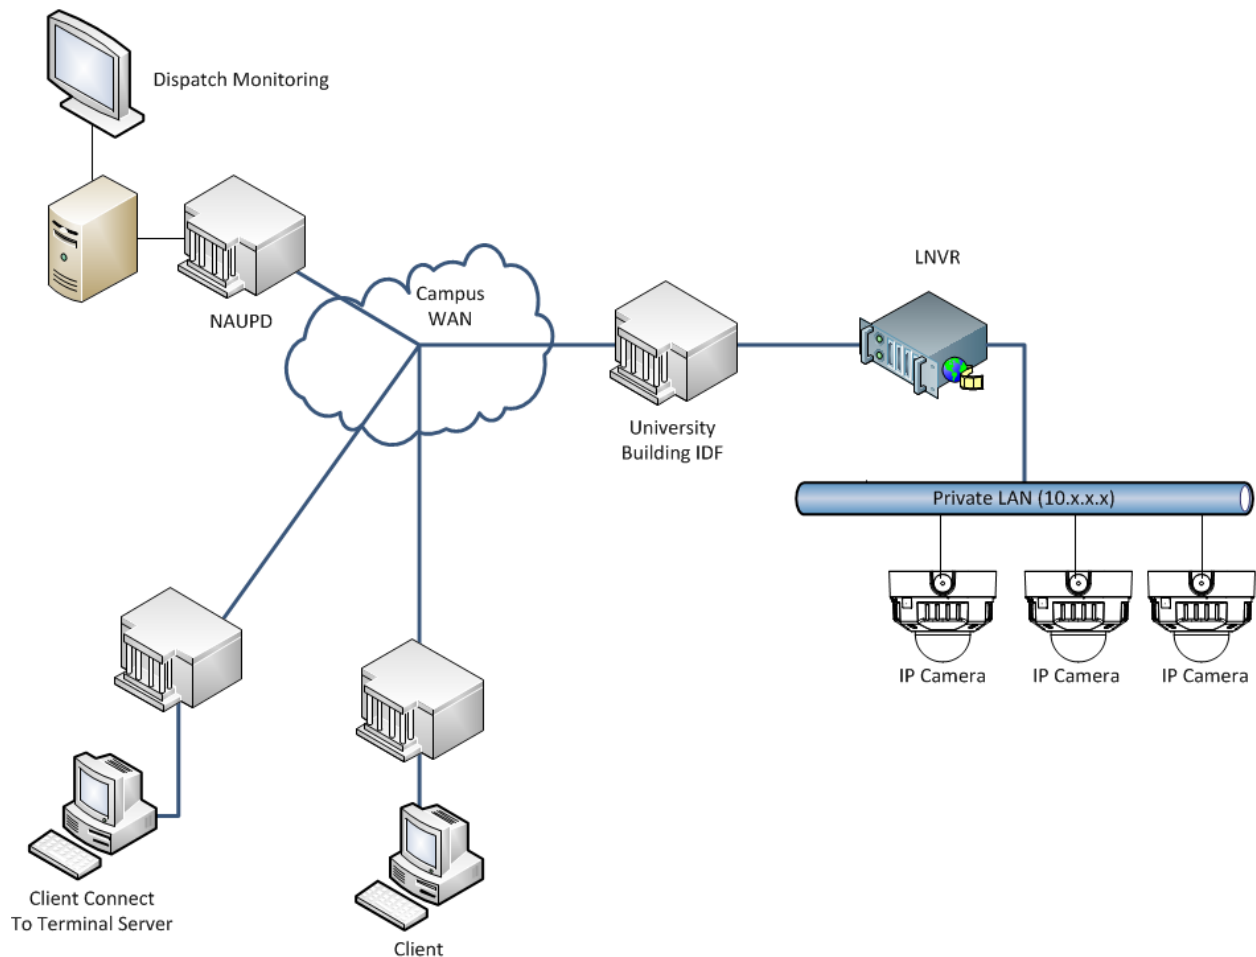 Dispatch Monitoring
NAUPD
Campus
WAN
LNVR
University
Building IDF
Private LAN (10.x.x.x)
IP Camera
IP Camera
IP Camera
Client Connect
To Terminal Server
Client